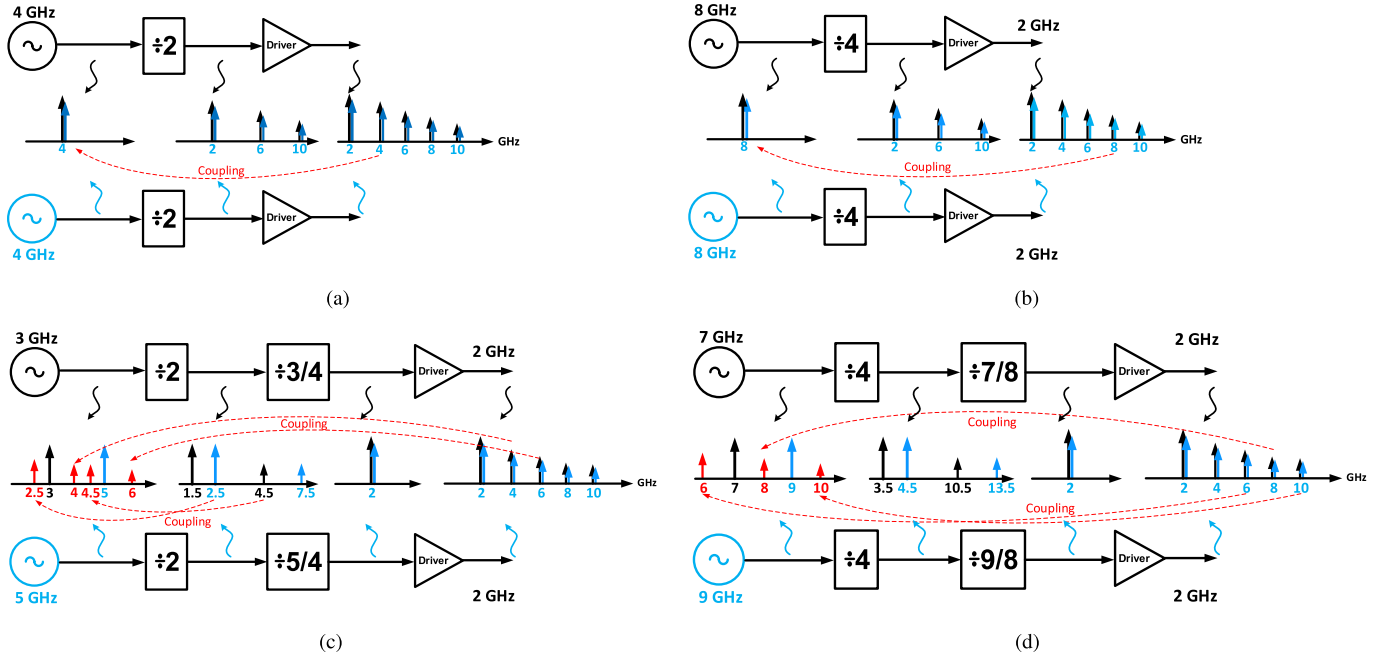 4 GHz
÷2
Driver
4
2 6 10
2 4 6 8 10
GHz
Coupling
÷2
Driver
4 GHz
(a)
8 GHz
÷4
Driver
2 GHz
8
2 6 10
2 4 6 8 10
GHz
Coupling
÷4
Driver
8 GHz
2 GHz
(b)
3 GHz
÷2
÷3/4
Driver
2 GHz
Coupling
2.5 3 4 4.5 5 6
1.5 2.5 4.5 7.5
2
2 4 6 8 10
GHz
Coupling
÷2
÷5/4
Driver
5 GHz
2 GHz
(c)
7 GHz
÷4
÷7/8
Driver
2 GHz
Coupling
6 7 8 9 10
3.5 4.5 10.5 13.5
2
2 4 6 8 10
GHz
Coupling
÷4
÷9/8
Driver
9 GHz
2 GHz
(d)